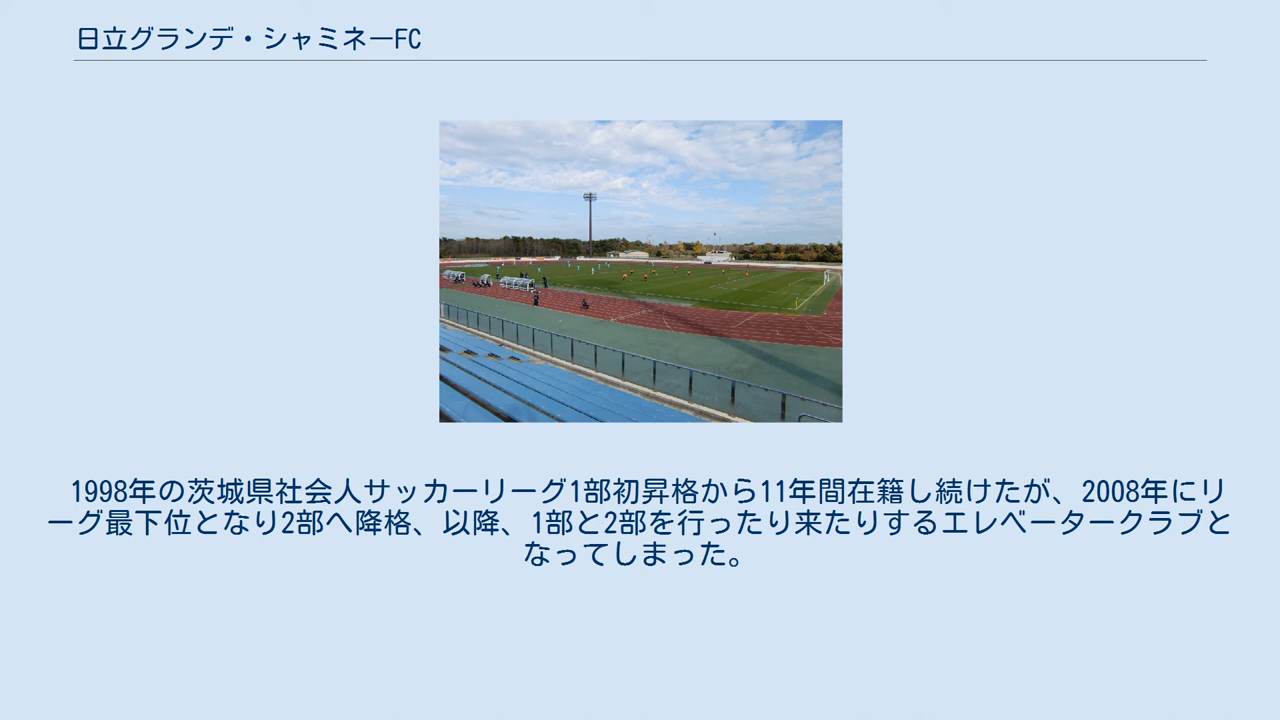 日立グランデ・シャミネーFC
1998年の茨城県社会人サッカーリーグ1部初昇格から11年間在籍し続けたが、2008年にリ
ーグ最下位となり2部へ降格、以降、1部と2部を行ったり来たりするエレベータークラブと
なってしまった。